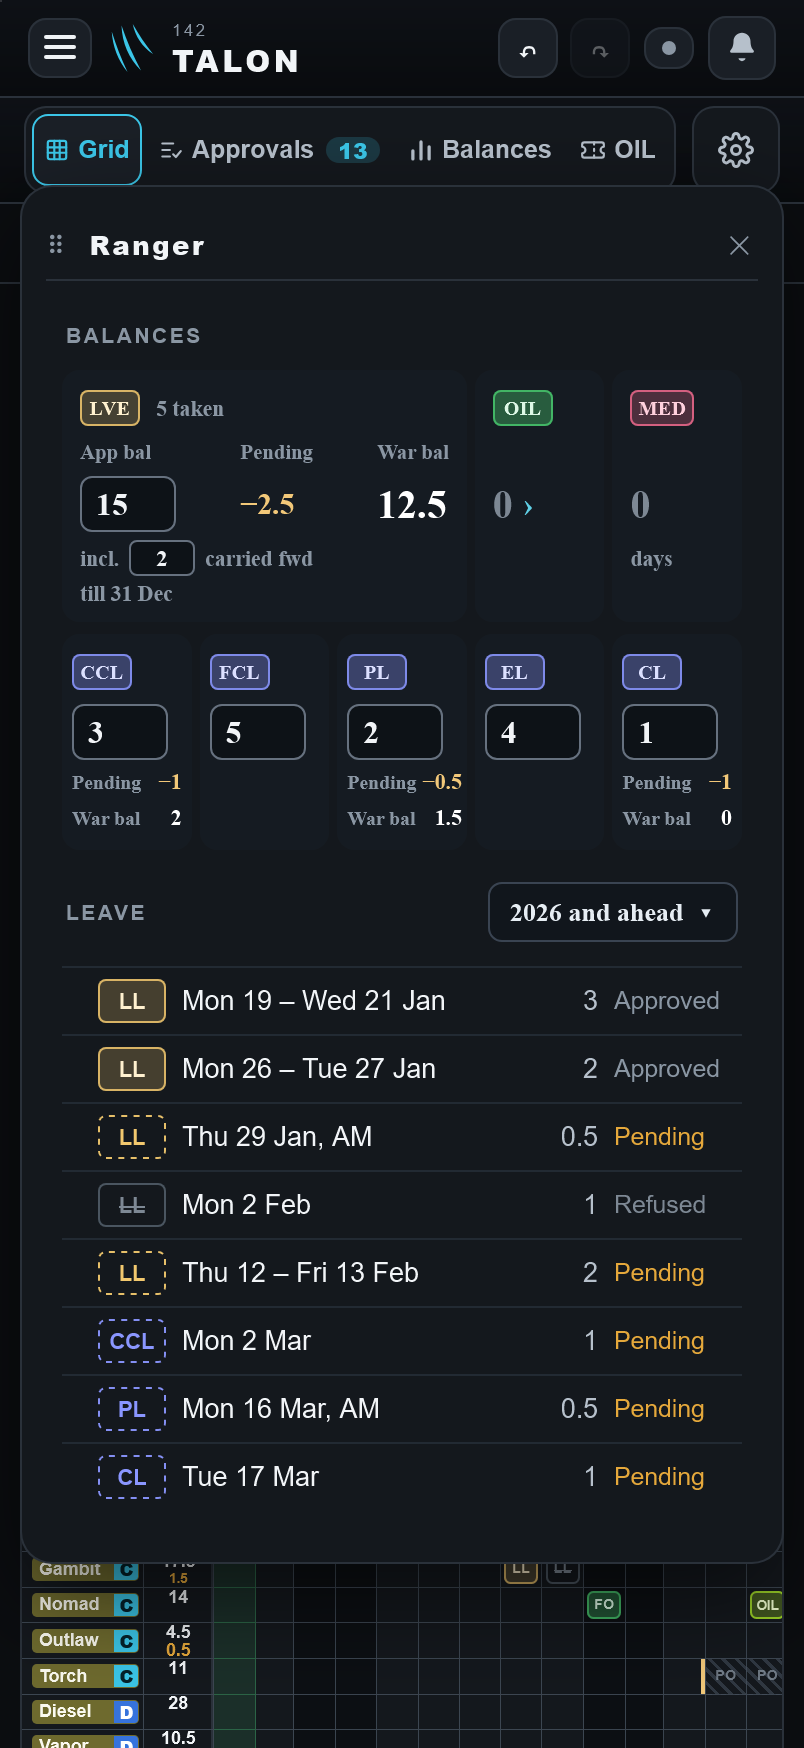 142
TALON
Grid
Approvals 13
Balances
OIL
Ranger
BALANCES
LVE 5 taken
App bal Pending War bal
15 −2.5 12.5
incl. 2 carried fwd
till 31 Dec
OIL
0 ›
MED
0
days
CCL
3
Pending −1
War bal 2
FCL
5
PL
2
Pending −0.5
War bal 1.5
EL
4
CL
1
Pending −1
War bal 0
LEAVE
2026 and ahead ▼
LL Mon 19 – Wed 21 Jan 3 Approved
LL Mon 26 – Tue 27 Jan 2 Approved
LL Thu 29 Jan, AM 0.5 Pending
LL Mon 2 Feb 1 Refused
LL Thu 12 – Fri 13 Feb 2 Pending
CCL Mon 2 Mar 1 Pending
PL Mon 16 Mar, AM 0.5 Pending
CL Tue 17 Mar 1 Pending
Gambit C 1.5 LL LL
Nomad C 14 FO OIL
Outlaw C 4.5
0.5
Torch C 11 PO PO
Diesel D 28
Vapor D 10.5